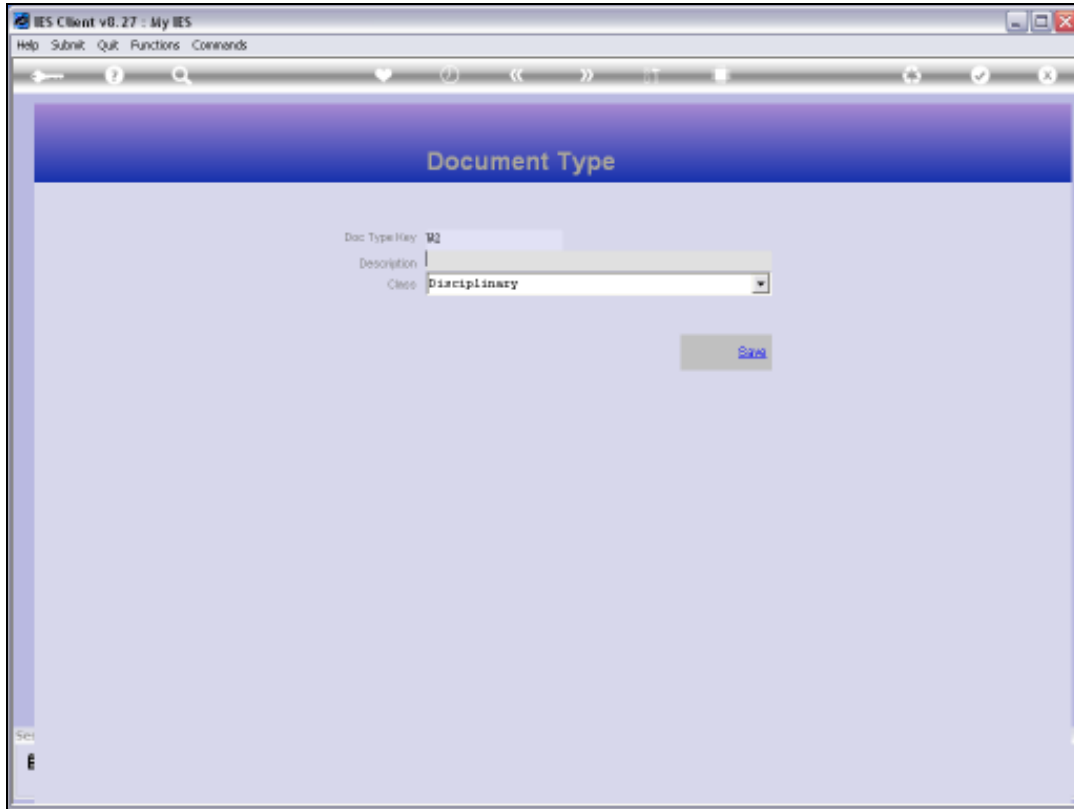 IES Client v8.27 : My IES
Help Submit Quit Functions Commands
Document Type
Doc Type Key W2
Description
Class Disciplinary
Save